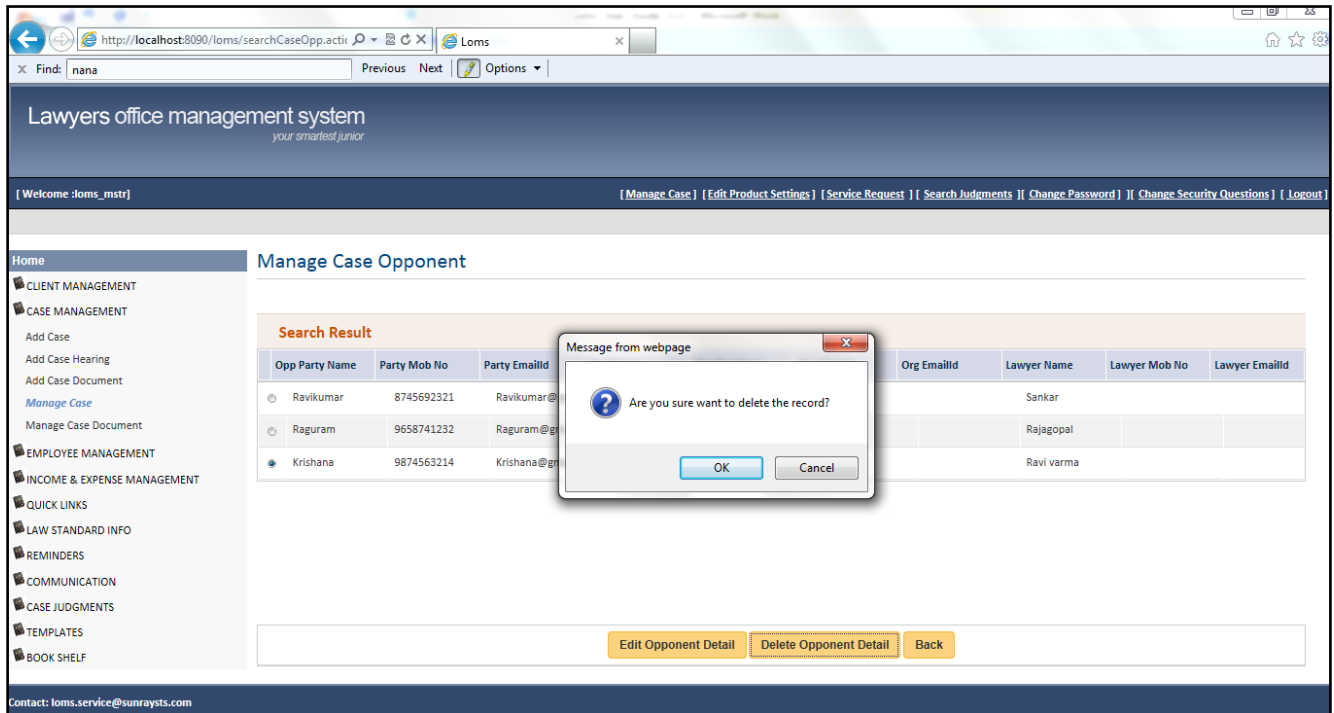 http://localhost:8090/loms/searchCaseOpp.actic Loms
x Find: nana Previous Next Options
Lawyers office management system
your smartest junior
[ Welcome :loms_mstr] [ Manage Case ] [ Edit Product Settings ] [ Service Request ] [ Search Judgments ][ Change Password ] ][ Change Security Questions ] [ Logout ]
Home
Manage Case Opponent
CLIENT MANAGEMENT
CASE MANAGEMENT
Add Case
Add Case Hearing
Add Case Document
Manage Case
Manage Case Document
EMPLOYEE MANAGEMENT
INCOME & EXPENSE MANAGEMENT
QUICK LINKS
LAW STANDARD INFO
REMINDERS
COMMUNICATION
CASE JUDGMENTS
TEMPLATES
BOOK SHELF
Search Result
Opp Party Name Party Mob No Party EmailId Org EmailId Lawyer Name Lawyer Mob No Lawyer EmailId
Ravikumar 8745692321 Ravikumar@ Sankar
Raguram 9658741232 Raguram@gr Rajagopal
Krishana 9874563214 Krishana@gn Ravi varma
Message from webpage
Are you sure want to delete the record?
OK Cancel
Edit Opponent Detail Delete Opponent Detail Back
Contact: loms.service@sunraysts.com